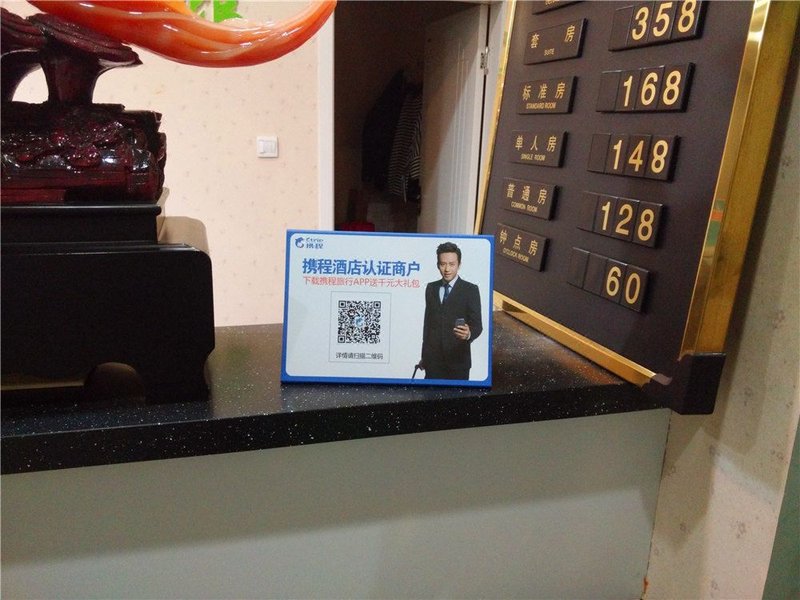 Ctrip
携程
携程酒店认证商户
下载携程旅行APP送千元大礼包
详情请扫描二维码
358
套房
SUITE
168
标准房
STANDARD ROOM
148
单人房
SINGLE ROOM
128
普通房
COMMON ROOM
60
钟点房
O'CLOCK ROOM